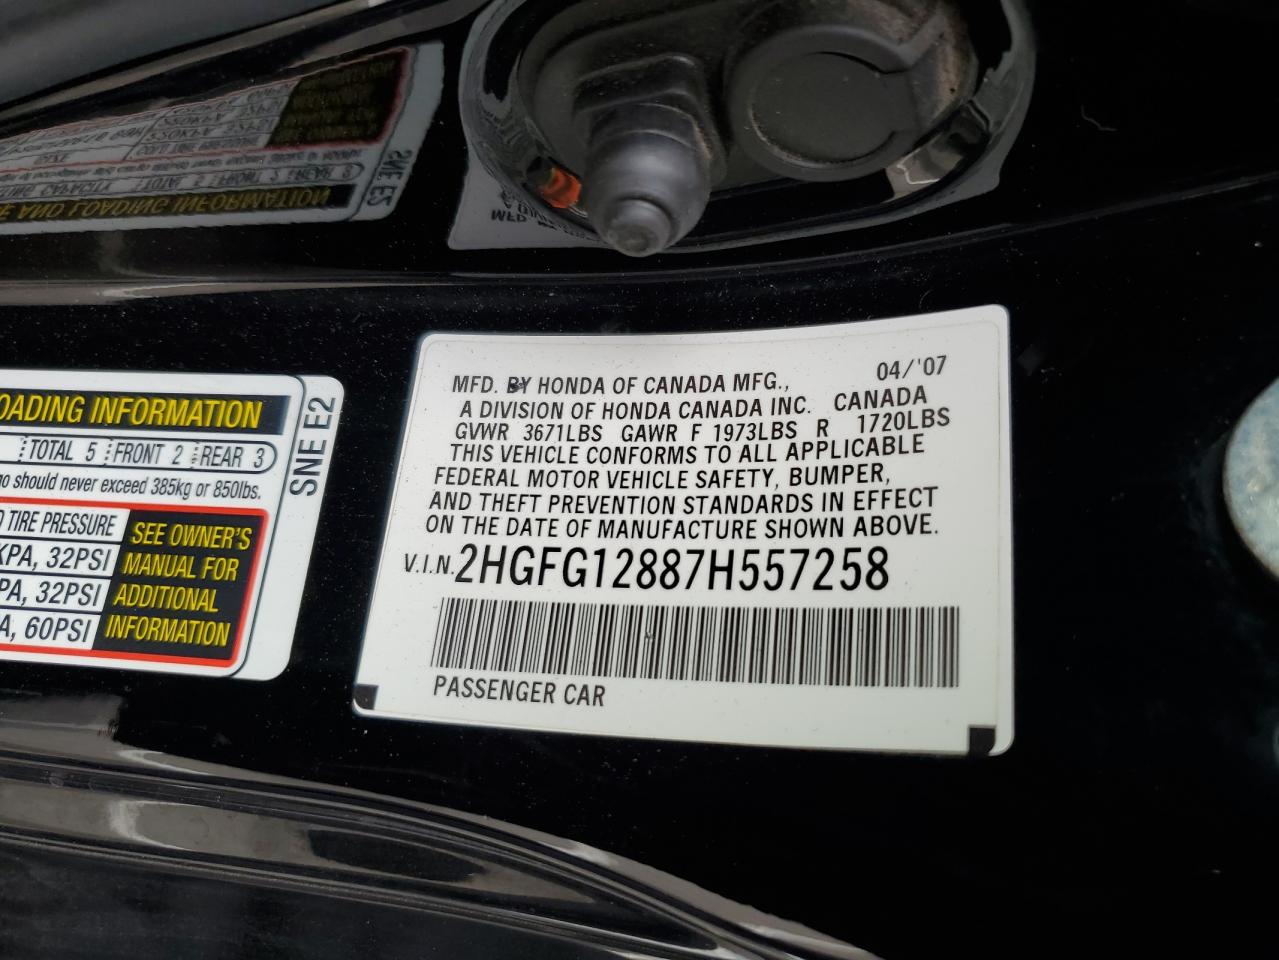 OADING INFORMATION
TOTAL 5 FRONT 2 REAR 3
go should never exceed 385kg or 850lbs.
TIRE PRESSURE
KPA, 32PSI
PA, 32PSI
A, 60PSI
SEE OWNER'S
MANUAL FOR
ADDITIONAL
INFORMATION
SNE E2
MFD. BY HONDA OF CANADA MFG., 04/'07
A DIVISION OF HONDA CANADA INC. CANADA
GVWR 3671LBS GAWR F 1973LBS R 1720LBS
THIS VEHICLE CONFORMS TO ALL APPLICABLE
FEDERAL MOTOR VEHICLE SAFETY, BUMPER,
AND THEFT PREVENTION STANDARDS IN EFFECT
ON THE DATE OF MANUFACTURE SHOWN ABOVE.
V.I.N. 2HGFG12887H557258
PASSENGER CAR